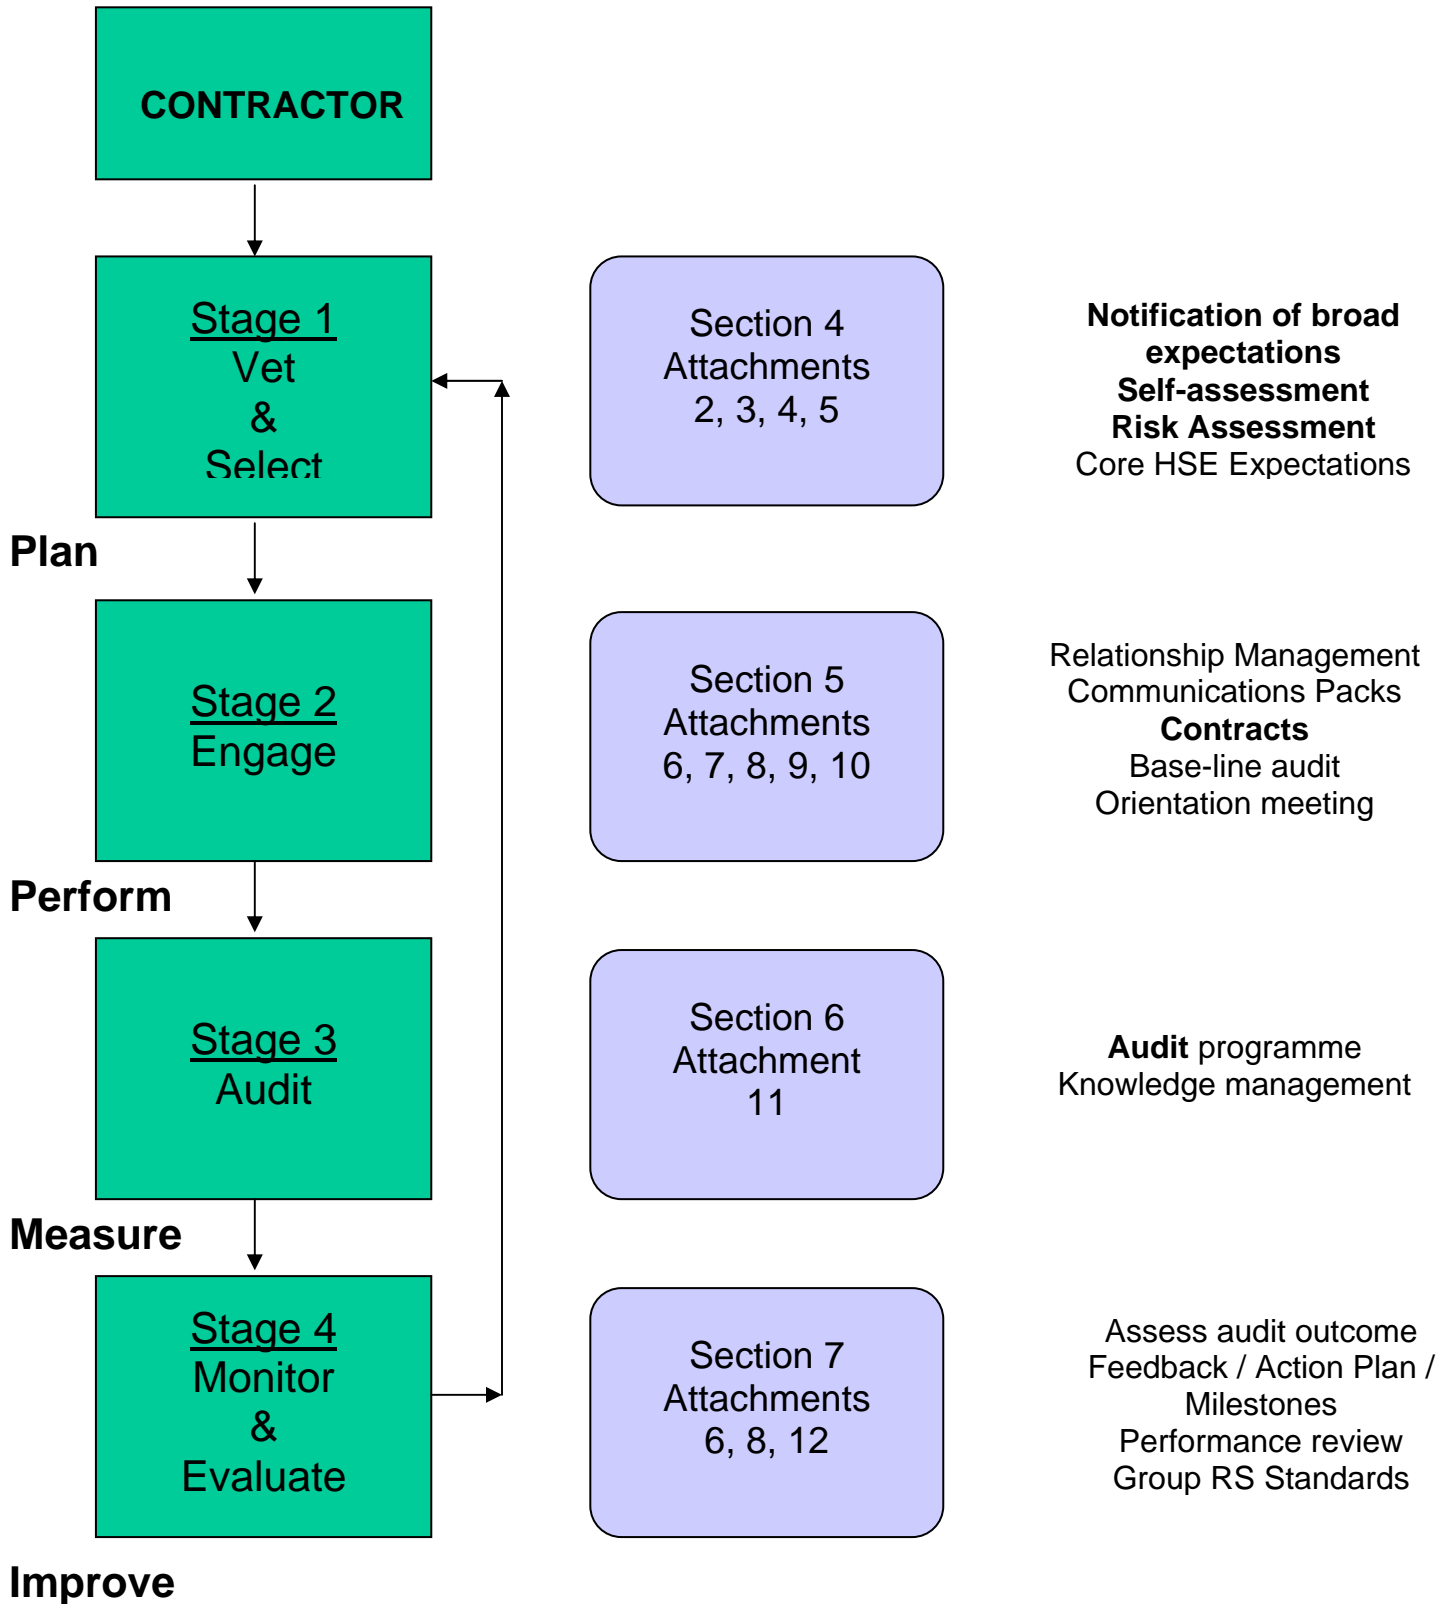 CONTRACTOR
Stage 1
Vet
&
Select
Section 4
Attachments
2, 3, 4, 5
Notification of broad
expectations
Self-assessment
Risk Assessment
Core HSE Expectations
Plan
Stage 2
Engage
Section 5
Attachments
6, 7, 8, 9, 10
Relationship Management
Communications Packs
Contracts
Base-line audit
Orientation meeting
Perform
Stage 3
Audit
Section 6
Attachment
11
Audit programme
Knowledge management
Measure
Stage 4
Monitor
&
Evaluate
Section 7
Attachments
6, 8, 12
Assess audit outcome
Feedback / Action Plan /
Milestones
Performance review
Group RS Standards
Improve